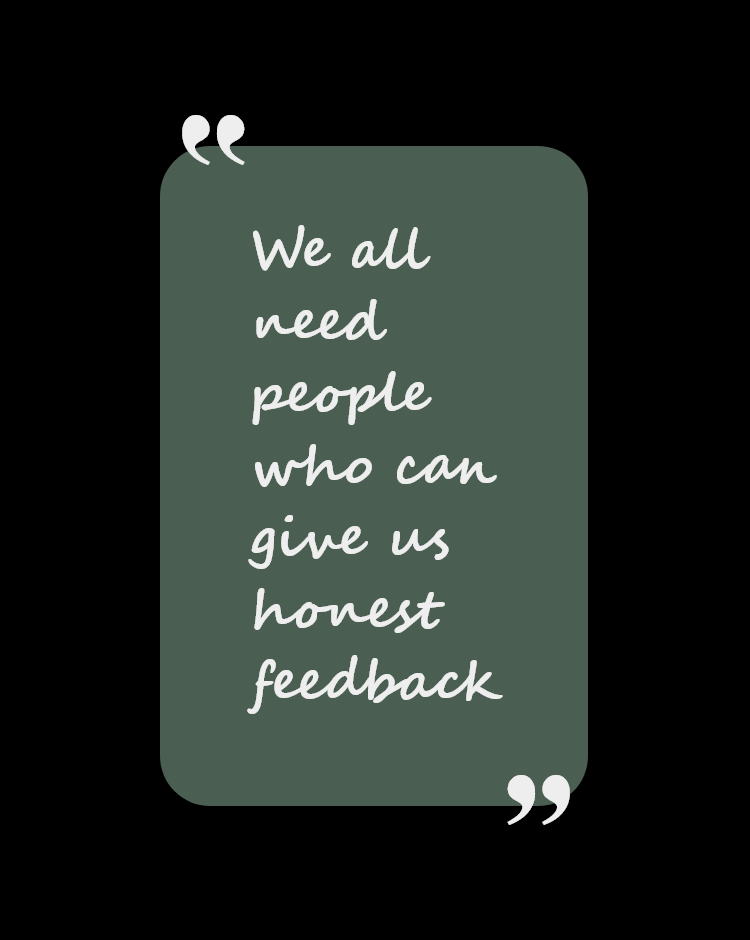 “
We all
need
people
who can
give us
honest
feedback
”